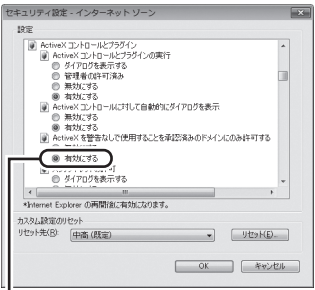 セキュリティ設定 - インターネット ゾーン
設定
ActiveX コントロールとプラグイン
ActiveX コントロールとプラグインの実行
ダイアログを表示する
管理者の許可済み
無効にする
有効にする
ActiveX コントロールに対して自動的にダイアログを表示
無効にする
有効にする
ActiveX を警告なしで使用することを承認済みのドメインにのみ許可する
有効にする
ダイアログを表示する
*Internet Explorer の再開後に有効になります。
カスタム設定のリセット
リセット先(R):
中高 (既定)
リセット(E)...
OK
キャンセル